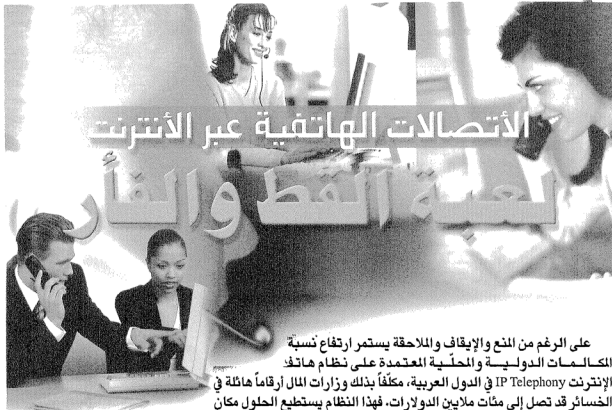 الأتصالات الهاتفية عبر الأنترنت
لعبة القط والفأر
على الرغم من المنع والإيقاف والملاحقة يستمر ارتفاع نسبة
المكالمات الدولية والمحلية المعتمدة على نظام هاتف
الإنترنت IP Telephony في الدول العربية، مكلفاً بذلك وزارات المال أرقاماً هائلة في
الخسائر قد تصل إلى مئات ملايين الدولارات. فهذا النظام يستطيع الحلول مكان